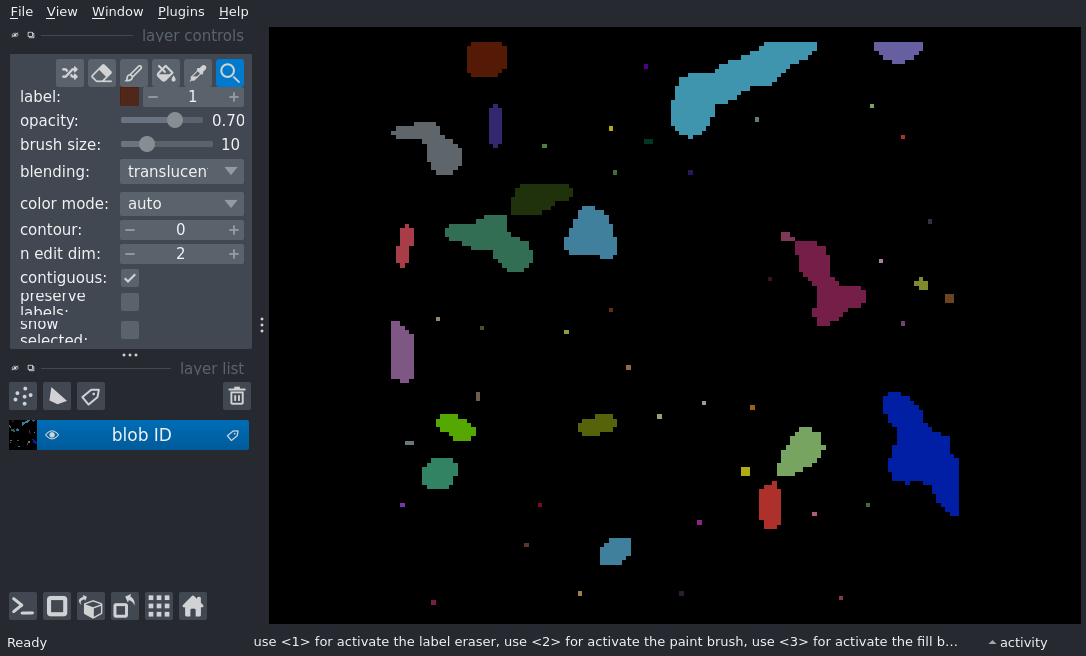 File View Window Plugins Help
layer controls
label: 1
opacity: 0.70
brush size: 10
blending: translucen
color mode: auto
contour: 0
n edit dim: 2
contiguous:
preserve
labels:
show
selected:
layer list
blob ID
Ready
use <1> for activate the label eraser, use <2> for activate the paint brush, use <3> for activate the fill b...
activity